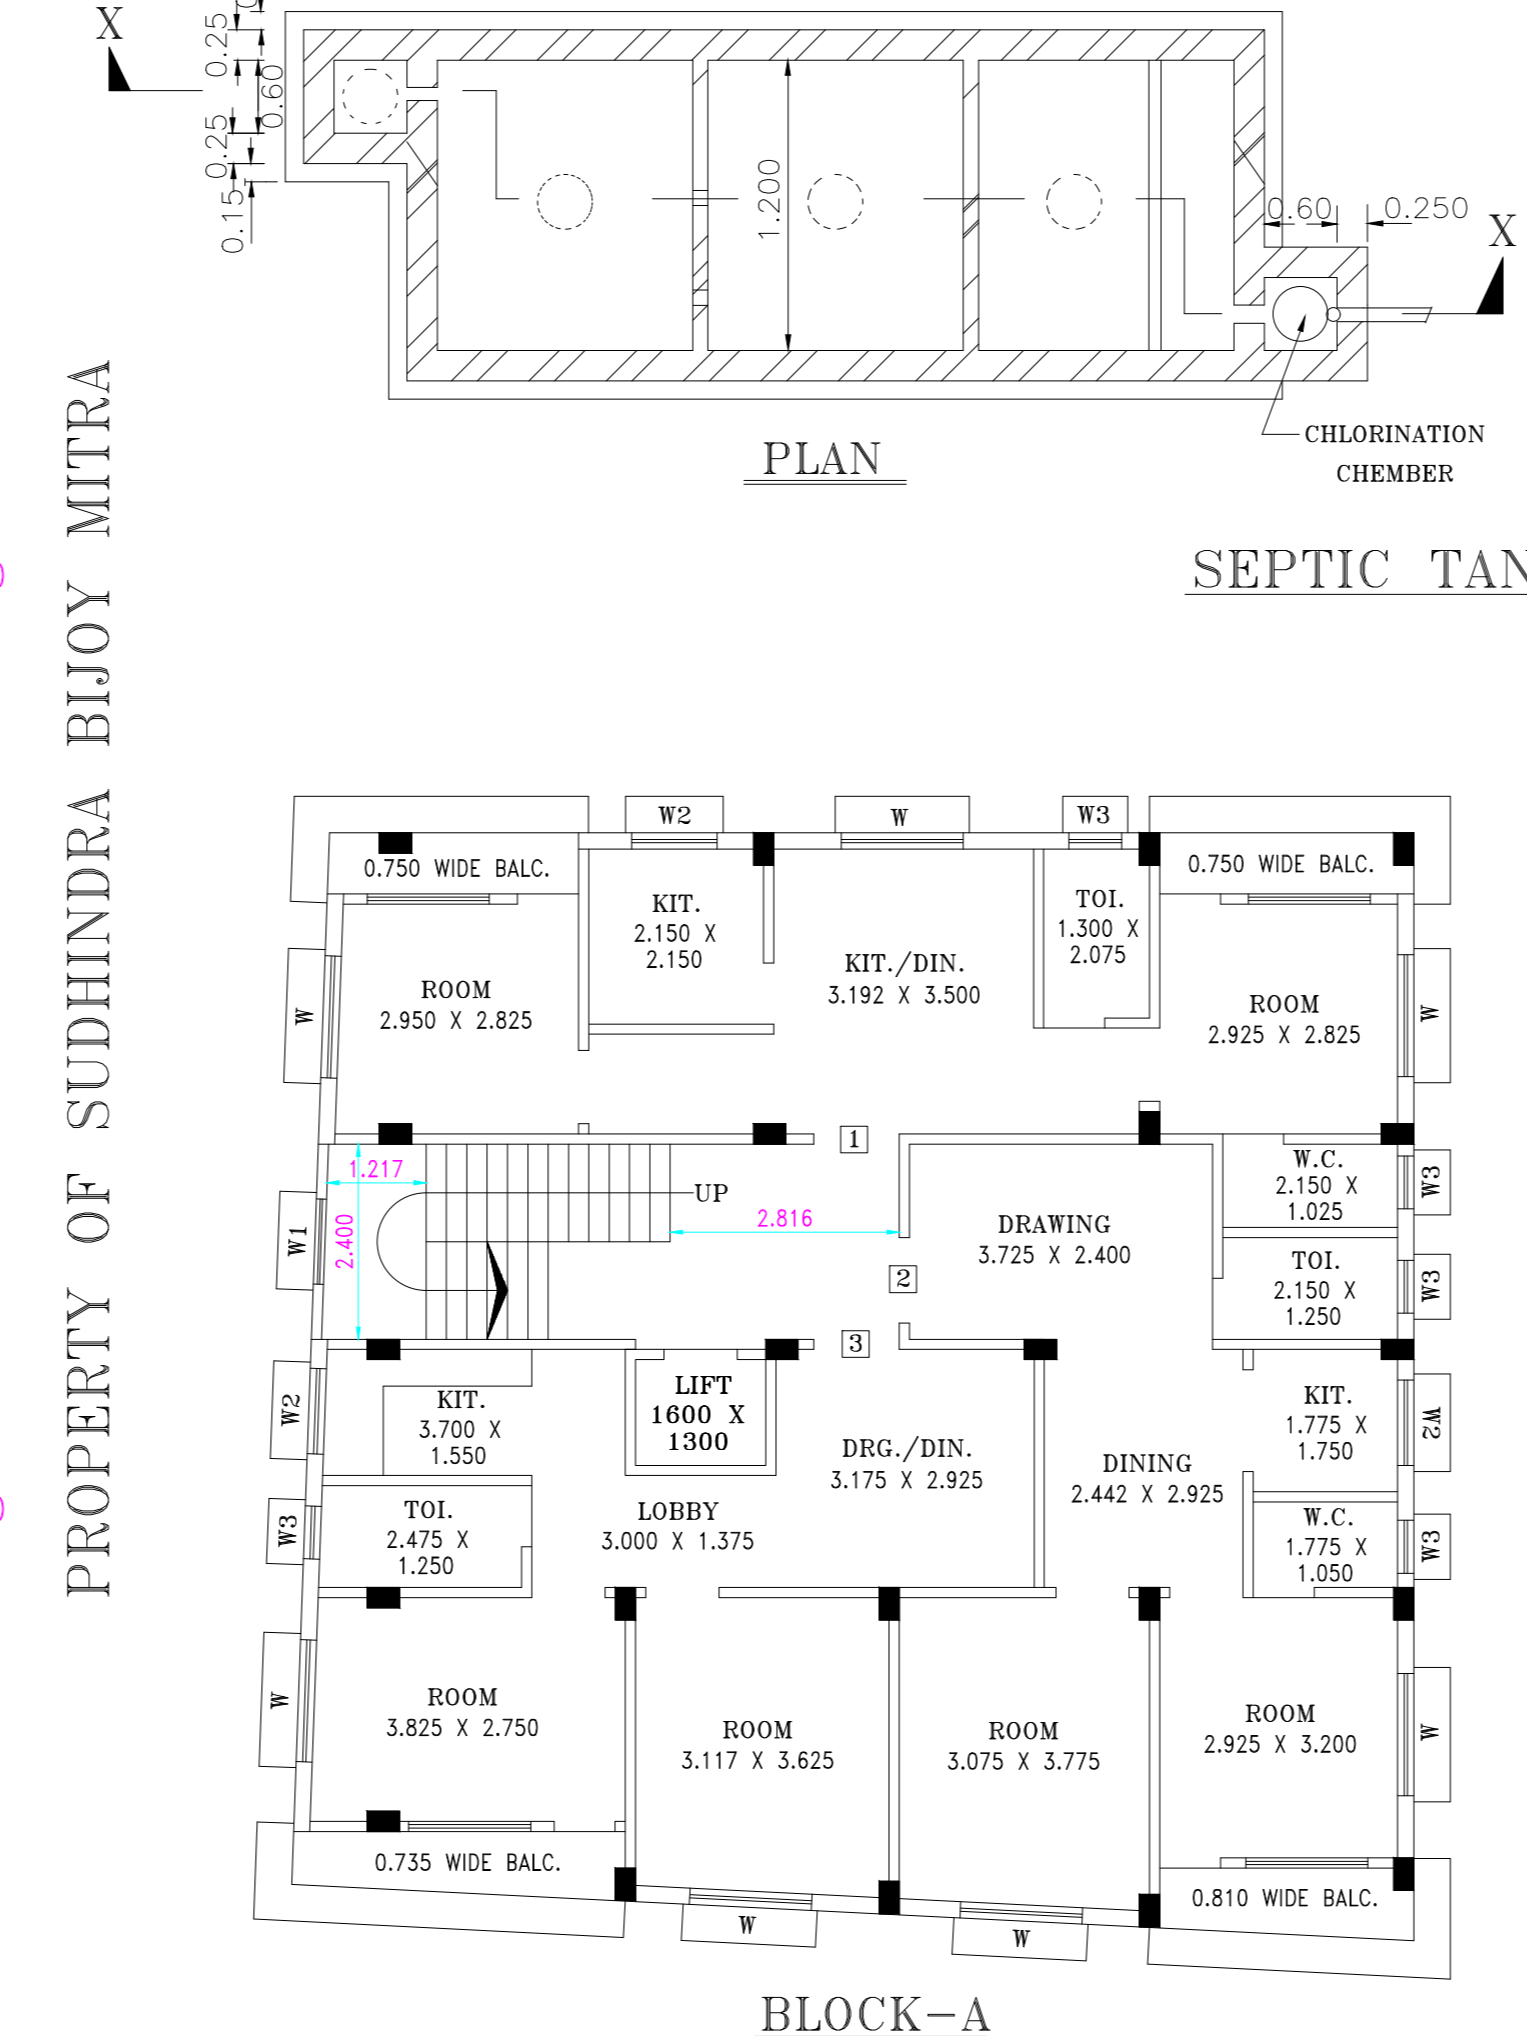 X
0.25
0.60
0.25
0.15
1.200
0.60
0.250
X
CHLORINATION
CHEMBER
PLAN
SEPTIC TAN
PROPERTY OF SUDHINDRA BIJOY MITRA
W2
W
W3
0.750 WIDE BALC.
0.750 WIDE BALC.
KIT.
2.150 X
2.150
TOI.
1.300 X
2.075
KIT./DIN.
3.192 X 3.500
ROOM
2.950 X 2.825
ROOM
2.925 X 2.825
W
W
1
1.217
UP
2.816
2.400
W1
DRAWING
3.725 X 2.400
W.C.
2.150 X
1.025
W3
2
TOI.
2.150 X
1.250
W3
3
KIT.
3.700 X
1.550
W2
LIFT
1600 X
1300
DRG./DIN.
3.175 X 2.925
DINING
2.442 X 2.925
KIT.
1.775 X
1.750
W2
TOI.
2.475 X
1.250
W3
LOBBY
3.000 X 1.375
W.C.
1.775 X
1.050
W3
ROOM
3.825 X 2.750
W
ROOM
3.117 X 3.625
ROOM
3.075 X 3.775
ROOM
2.925 X 3.200
W
0.735 WIDE BALC.
0.810 WIDE BALC.
W
W
BLOCK-A